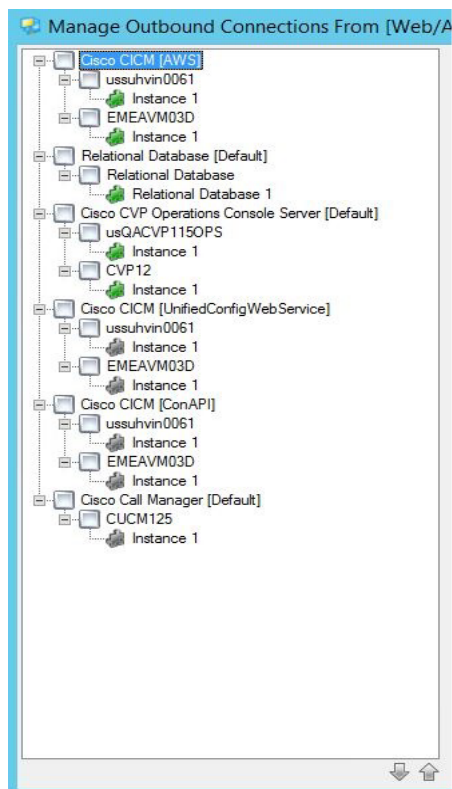 Manage Outbound Connections From [Web/A
Cisco CICM [AWS]
ussuhvin0061
Instance 1
EMEAVM03D
Instance 1
Relational Database [Default]
Relational Database
Relational Database 1
Cisco CVP Operations Console Server [Default]
usQACVP115OPS
Instance 1
CVP12
Instance 1
Cisco CICM [UnifiedConfigWebService]
ussuhvin0061
Instance 1
EMEAVM03D
Instance 1
Cisco CICM [ConAPI]
ussuhvin0061
Instance 1
EMEAVM03D
Instance 1
Cisco Call Manager [Default]
CUCM125
Instance 1